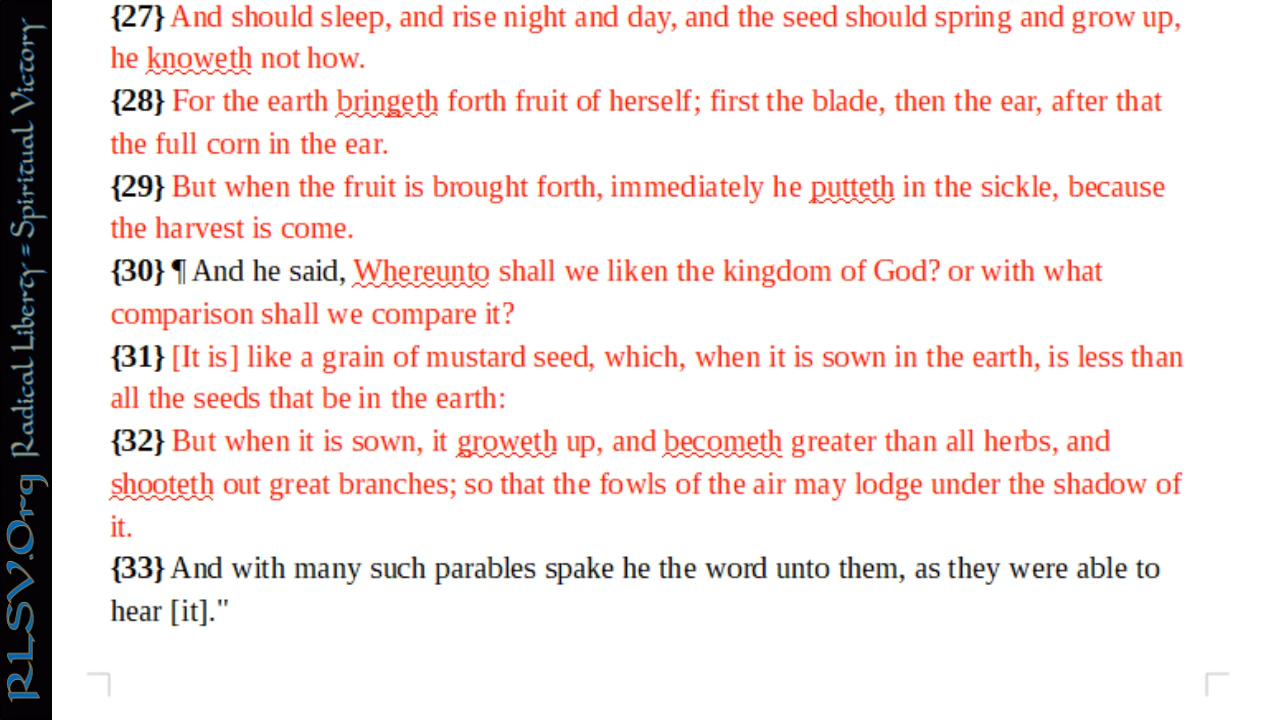 {27} And should sleep, and rise night and day, and the seed should spring and grow up,
he knoweth not how.
{28} For the earth bringeth forth fruit of herself; first the blade, then the ear, after that
the full corn in the ear.
{29} But when the fruit is brought forth, immediately he putteth in the sickle, because
the harvest is come.
{30} ¶ And he said, Whereunto shall we liken the kingdom of God? or with what
comparison shall we compare it?
{31} [It is] like a grain of mustard seed, which, when it is sown in the earth, is less than
all the seeds that be in the earth:
{32} But when it is sown, it groweth up, and becometh greater than all herbs, and
shooteth out great branches; so that the fowls of the air may lodge under the shadow of
it.
{33} And with many such parables spake he the word unto them, as they were able to
hear [it]."
RLSV.Org Radical Liberty = Spiritual Victory